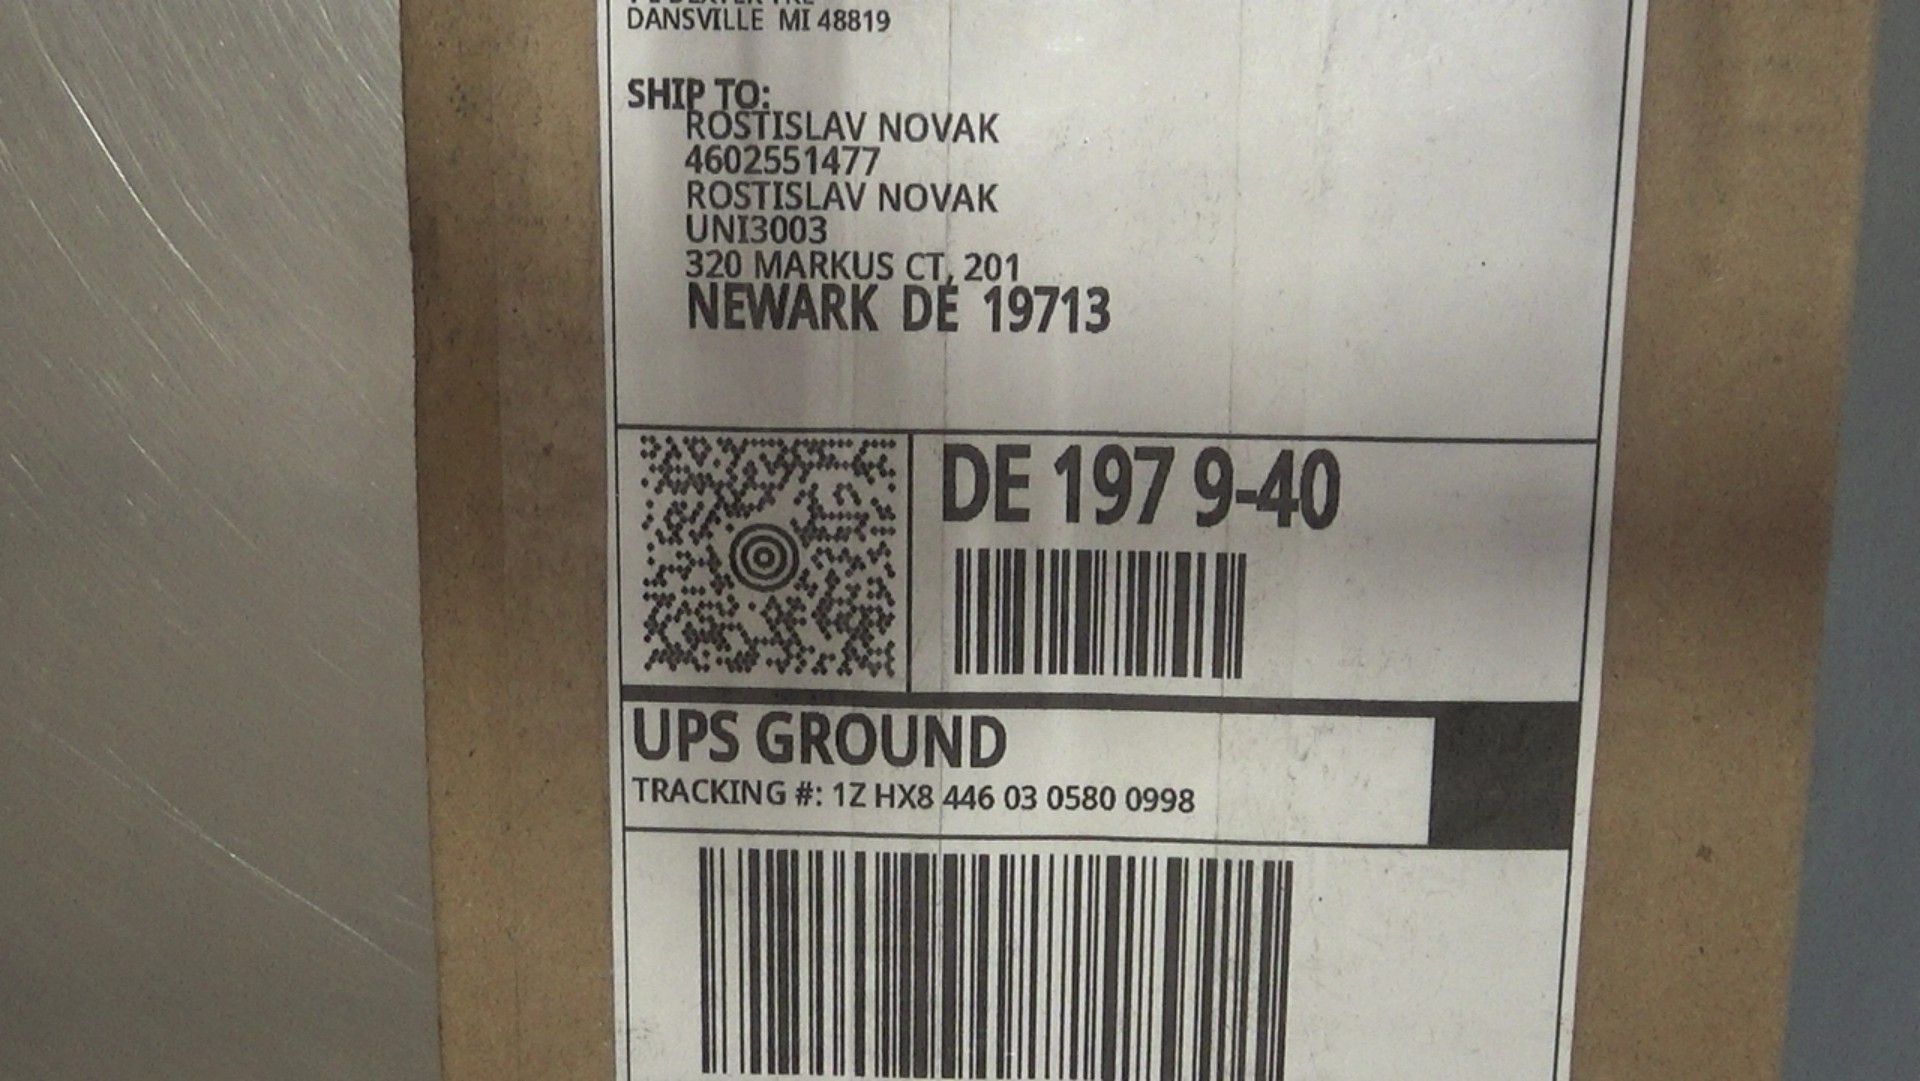 DANSVILLE MI 48819
SHIP TO:
ROSTISLAV NOVAK
4602551477
ROSTISLAV NOVAK
UNI3003
320 MARKUS CT, 201
NEWARK DE 19713
DE 197 9-40
UPS GROUND
TRACKING #: 1Z HX8 446 03 0580 0998